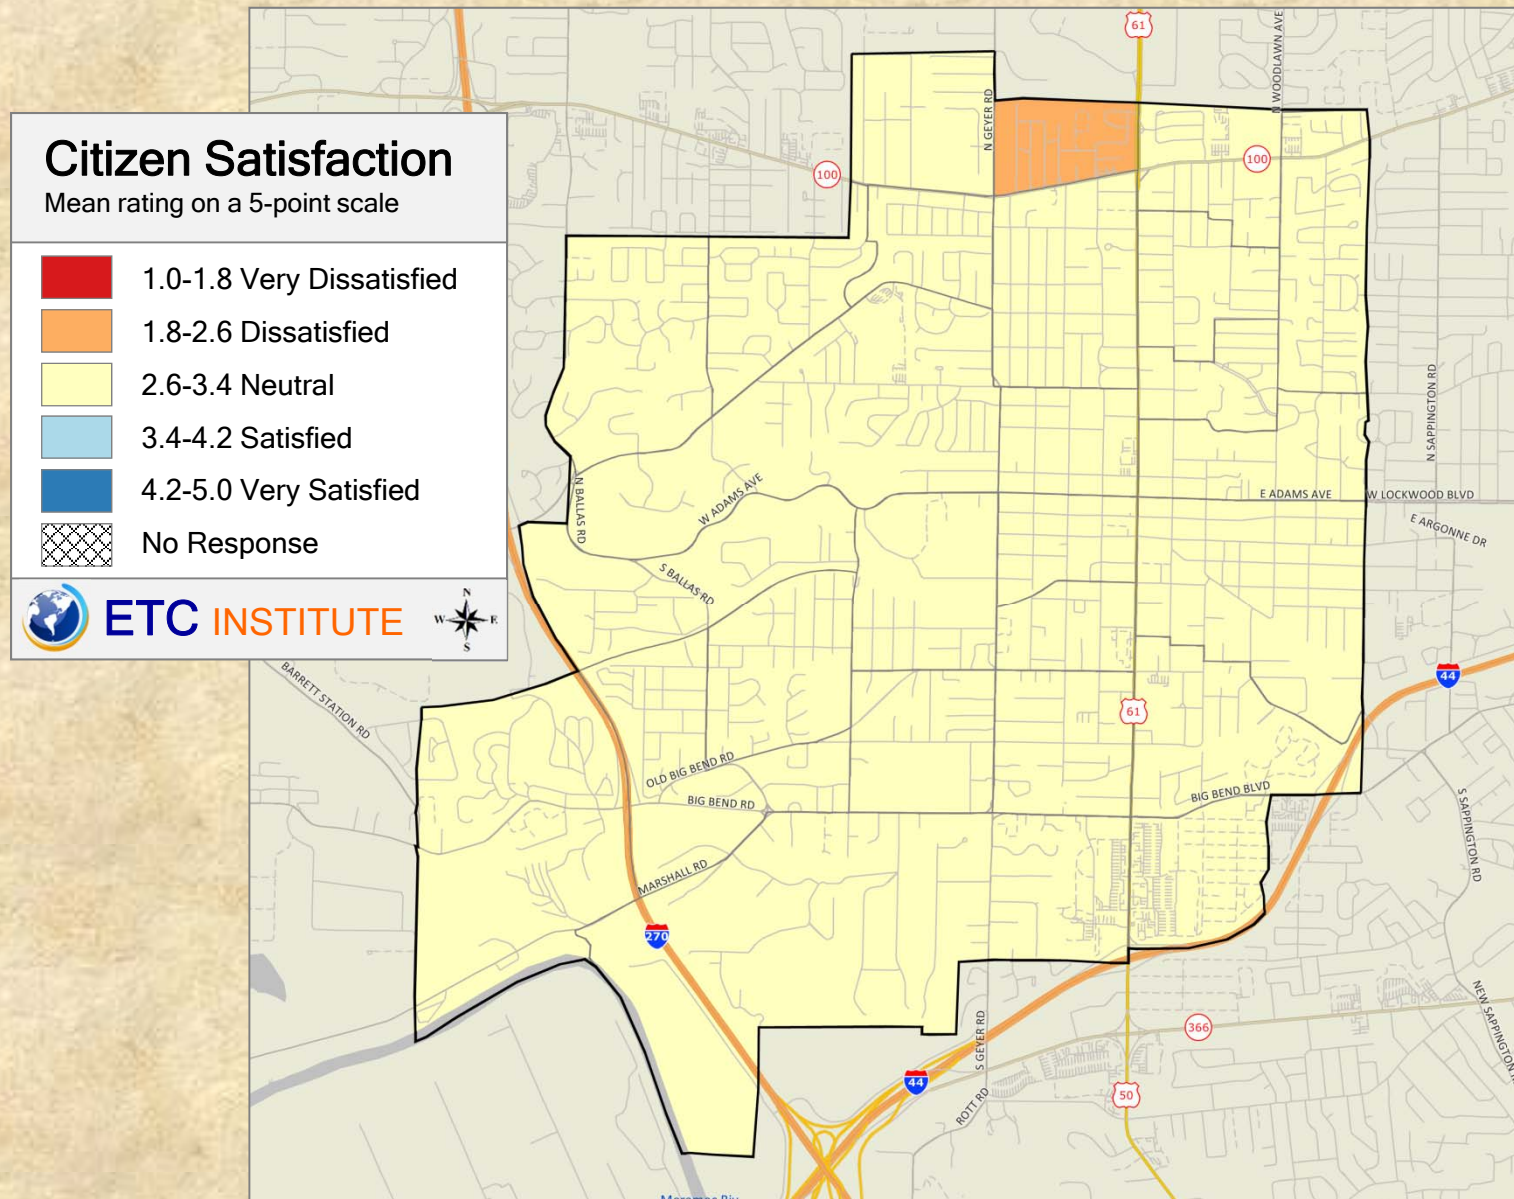 Citizen Satisfaction
Mean rating on a 5-point scale
1.0-1.8 Very Dissatisfied
1.8-2.6 Dissatisfied
2.6-3.4 Neutral
3.4-4.2 Satisfied
4.2-5.0 Very Satisfied
No Response
ETC INSTITUTE
N
W E
S
61
N WOODLAWN AVE
N GEYER RD
100
100
N SAPPINGTON RD
N BALLAS RD
W ADAMS AVE
E ADAMS AVE
W LOCKWOOD BLVD
E ARGONNE DR
S BALLAS RD
BARRETT STATION RD
44
61
OLD BIG BEND RD
BIG BEND RD
BIG BEND BLVD
S SAPPINGTON RD
MARSHALL RD
270
NEW SAPPINGTON
S GEYER RD
366
44
50
ROTT RD